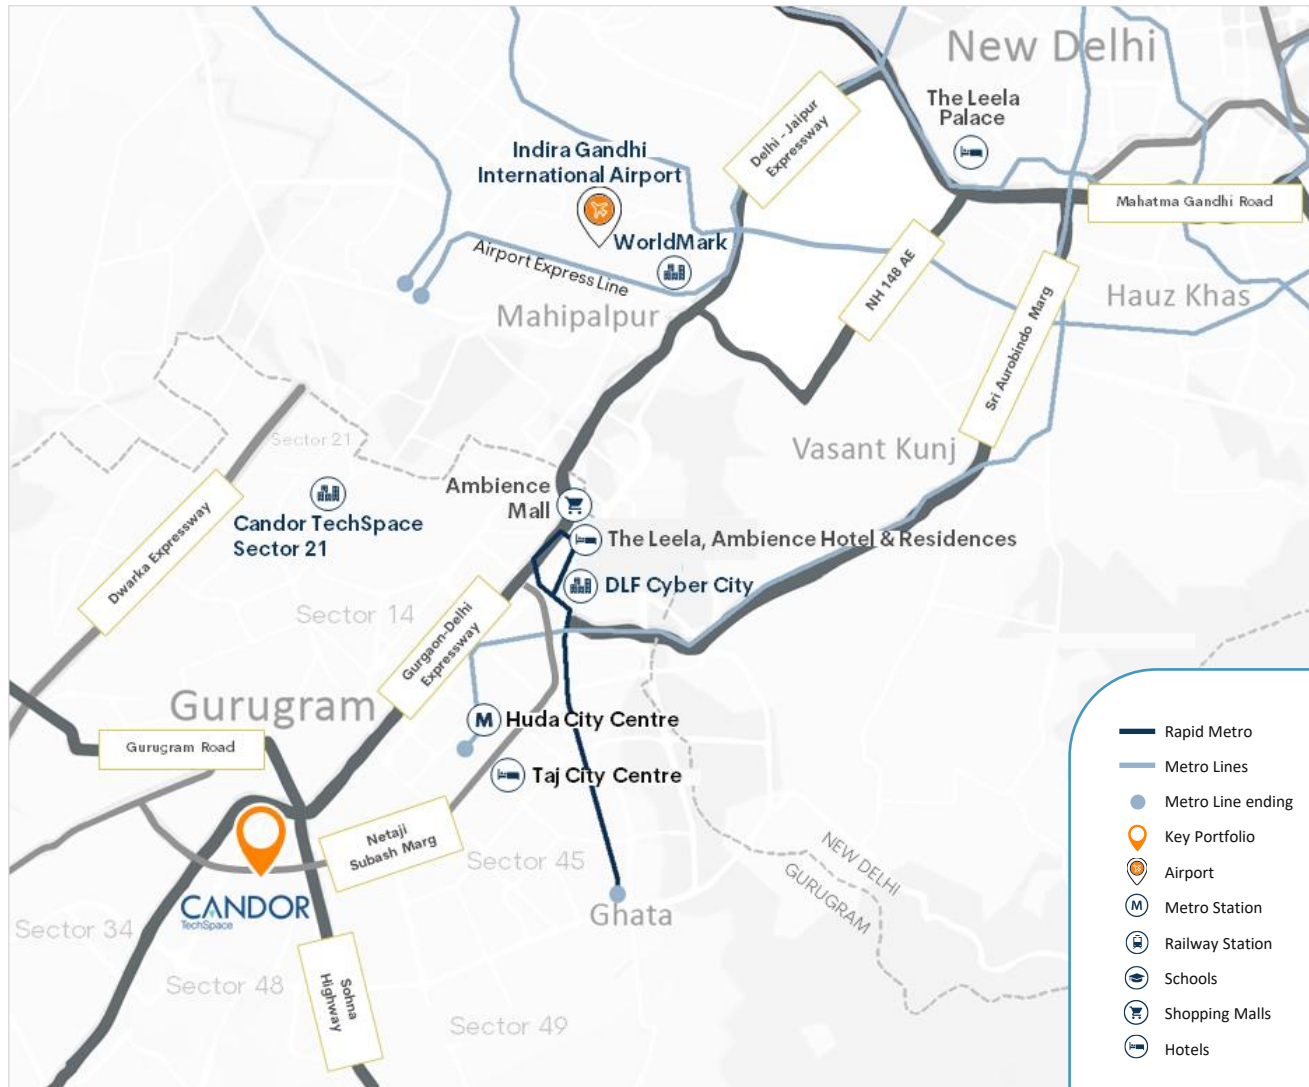 New Delhi
The Leela
Palace
Delhi - Jaipur
Expressway
Indira Gandhi
International Airport
Mahatma Gandhi Road
WorldMark
Airport Express Line
NH 148 AE
Hauz Khas
Mahipalpur
Sri Aurobindo Marg
Sector 21
Vasant Kunj
Ambience
Mall
Candor TechSpace
Sector 21
Dwarka Expressway
The Leela, Ambience Hotel & Residences
DLF Cyber City
Sector 14
Gurgaon-Delhi
Expressway
Gurugram
M
Huda City Centre
Gurugram Road
Taj City Centre
Netaji
Subash Marg
Sector 45
NEW DELHI
GURUGRAM
CANDOR
TechSpace
Ghata
Sector 34
Sector 48
Sohna
Highway
Sector 49
Rapid Metro
Metro Lines
Metro Line ending
Key Portfolio
Airport
M Metro Station
Railway Station
Schools
Shopping Malls
Hotels